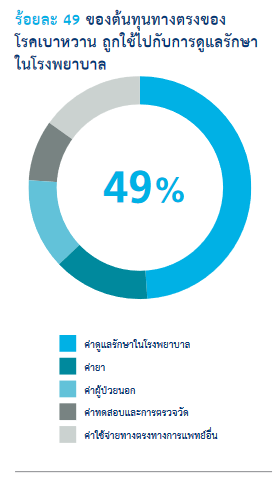 ร้อยละ 49 ของต้นทุนทางตรงของ
โรคเบาหวาน ถูกใช้ไปกับการดูแลรักษา
ในโรงพยาบาล
49%
ค่าดูแลรักษาในโรงพยาบาล
ค่ายา
ค่าผู้ป่วยนอก
ค่าทดสอบและการตรวจวัด
ค่าใช้จ่ายทางตรงทางการแพทย์อื่น